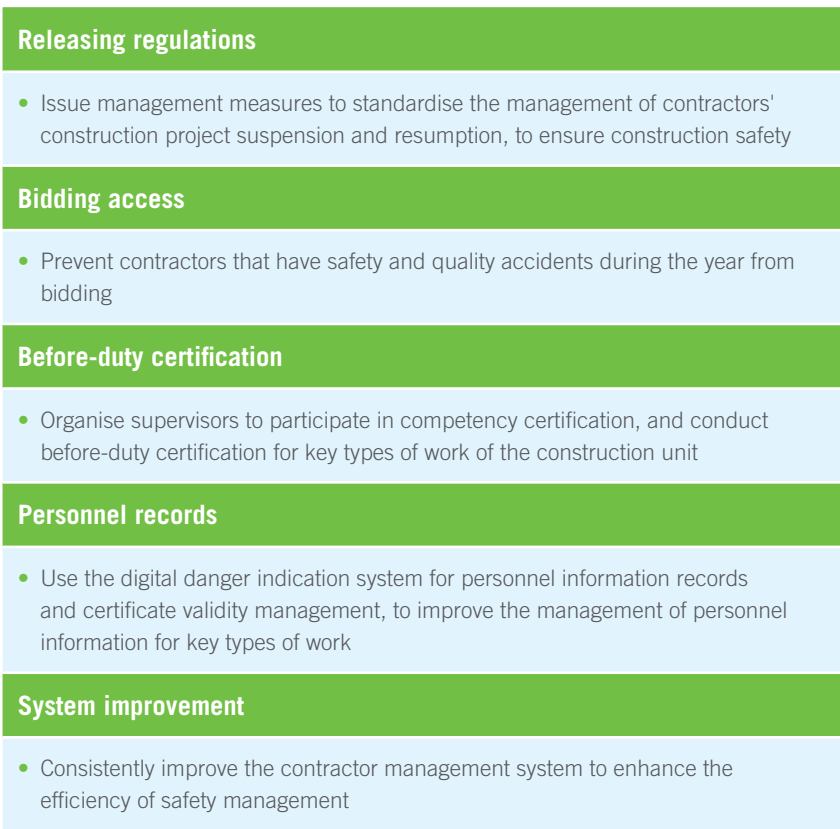 Releasing regulations
• Issue management measures to standardise the management of contractors'
construction project suspension and resumption, to ensure construction safety
Bidding access
• Prevent contractors that have safety and quality accidents during the year from
bidding
Before-duty certification
• Organise supervisors to participate in competency certification, and conduct
before-duty certification for key types of work of the construction unit
Personnel records
• Use the digital danger indication system for personnel information records
and certificate validity management, to improve the management of personnel
information for key types of work
System improvement
• Consistently improve the contractor management system to enhance the
efficiency of safety management